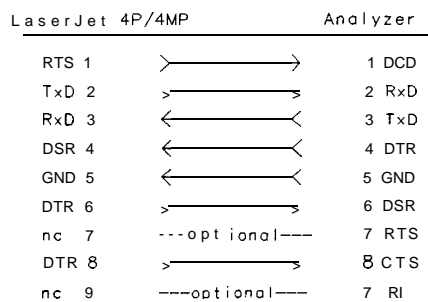 LaserJet 4P/4MP Analyzer
RTS 1 1 DCD
TxD 2 2 RxD
RxD 3 3 TxD
DSR 4 4 DTR
GND 5 5 GND
DTR 6 6 DSR
nc 7 ---optional--- 7 RTS
DTR 8 8 CTS
nc 9 ---optional--- 7 RI